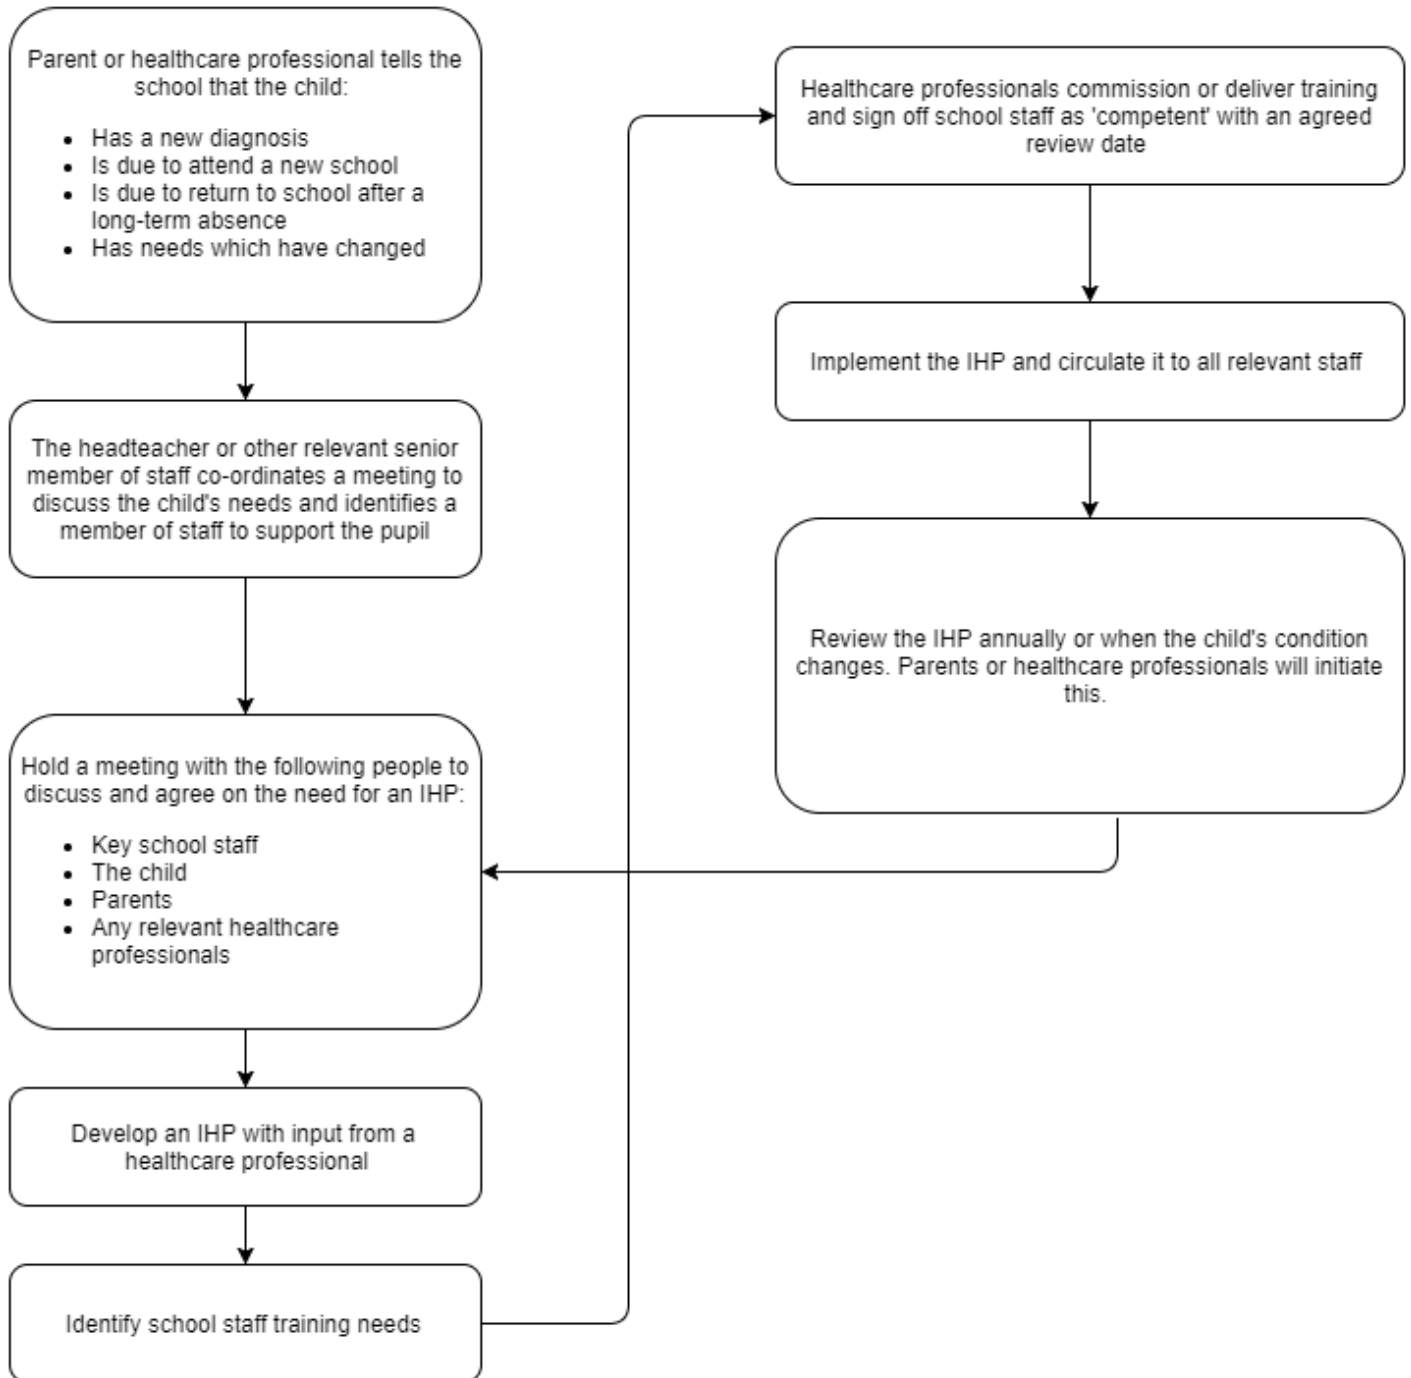 Parent or healthcare professional tells the
school that the child:
• Has a new diagnosis
• Is due to attend a new school
• Is due to return to school after a
long-term absence
• Has needs which have changed
The headteacher or other relevant senior
member of staff co-ordinates a meeting to
discuss the child's needs and identifies a
member of staff to support the pupil
Hold a meeting with the following people to
discuss and agree on the need for an IHP:
• Key school staff
• The child
• Parents
• Any relevant healthcare
professionals
Develop an IHP with input from a
healthcare professional
Identify school staff training needs
Healthcare professionals commission or deliver training
and sign off school staff as 'competent' with an agreed
review date
Implement the IHP and circulate it to all relevant staff
Review the IHP annually or when the child's condition
changes. Parents or healthcare professionals will initiate
this.